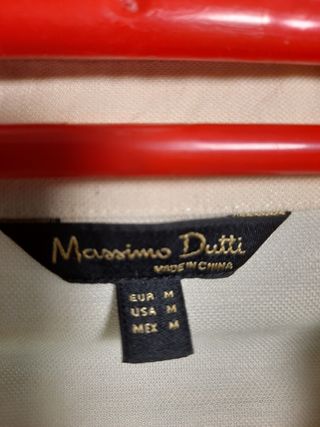 Massimo Dutti
MADE IN CHINA
EUR M
USA M
MEX M